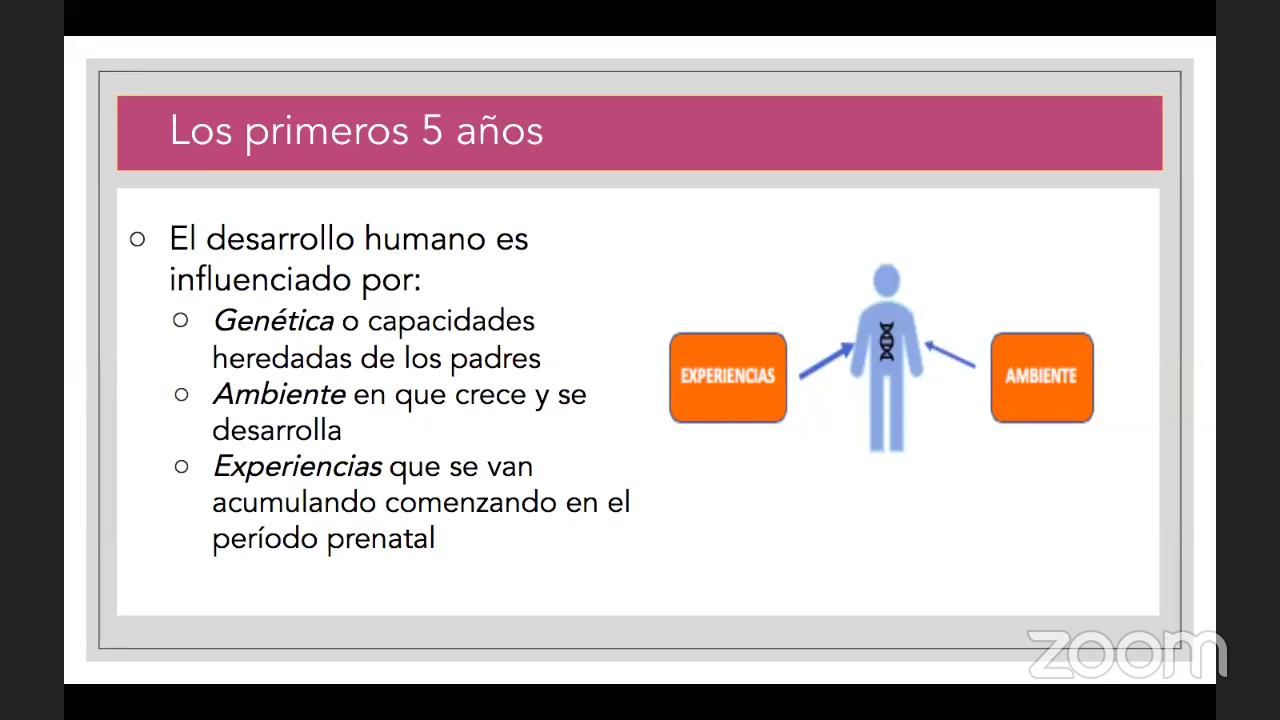 Los primeros 5 años
El desarrollo humano es
influenciado por:
Genética o capacidades
heredadas de los padres
Ambiente en que crece y se
desarrolla
Experiencias que se van
acumulando comenzando en el
período prenatal
EXPERIENCIAS
AMBIENTE
zoom